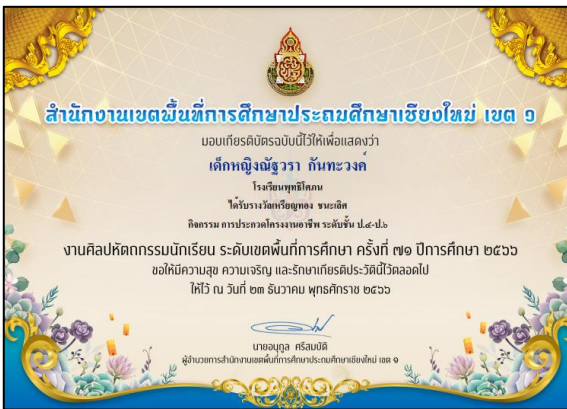 สำนักงานเขตพื้นที่การศึกษาประถมศึกษาเชียงใหม่ เขต ๑
มอบเกียรติบัตรฉบับนี้ไว้ให้เพื่อแสดงว่า
เด็กหญิงณัฐวรา กันทะวงค์
โรงเรียนพุทธิโศภน
ได้รับรางวัลเหรียญทอง ชนะเลิศ
กิจกรรม การประกวดโครงงานอาชีพ ระดับชั้น ป.๔-ป.๖
งานศิลปหัตถกรรมนักเรียน ระดับเขตพื้นที่การศึกษา ครั้งที่ ๗๑ ปีการศึกษา ๒๕๖๖
ขอให้มีความสุข ความเจริญ และรักษาเกียรติประวัตินี้ไว้ตลอดไป
ให้ไว้ ณ วันที่ ๒๓ ธันวาคม พุทธศักราช ๒๕๖๖
นายอนุกูล ศรีสมบัติ
ผู้อำนวยการสำนักงานเขตพื้นที่การศึกษาประถมศึกษาเชียงใหม่ เขต ๑